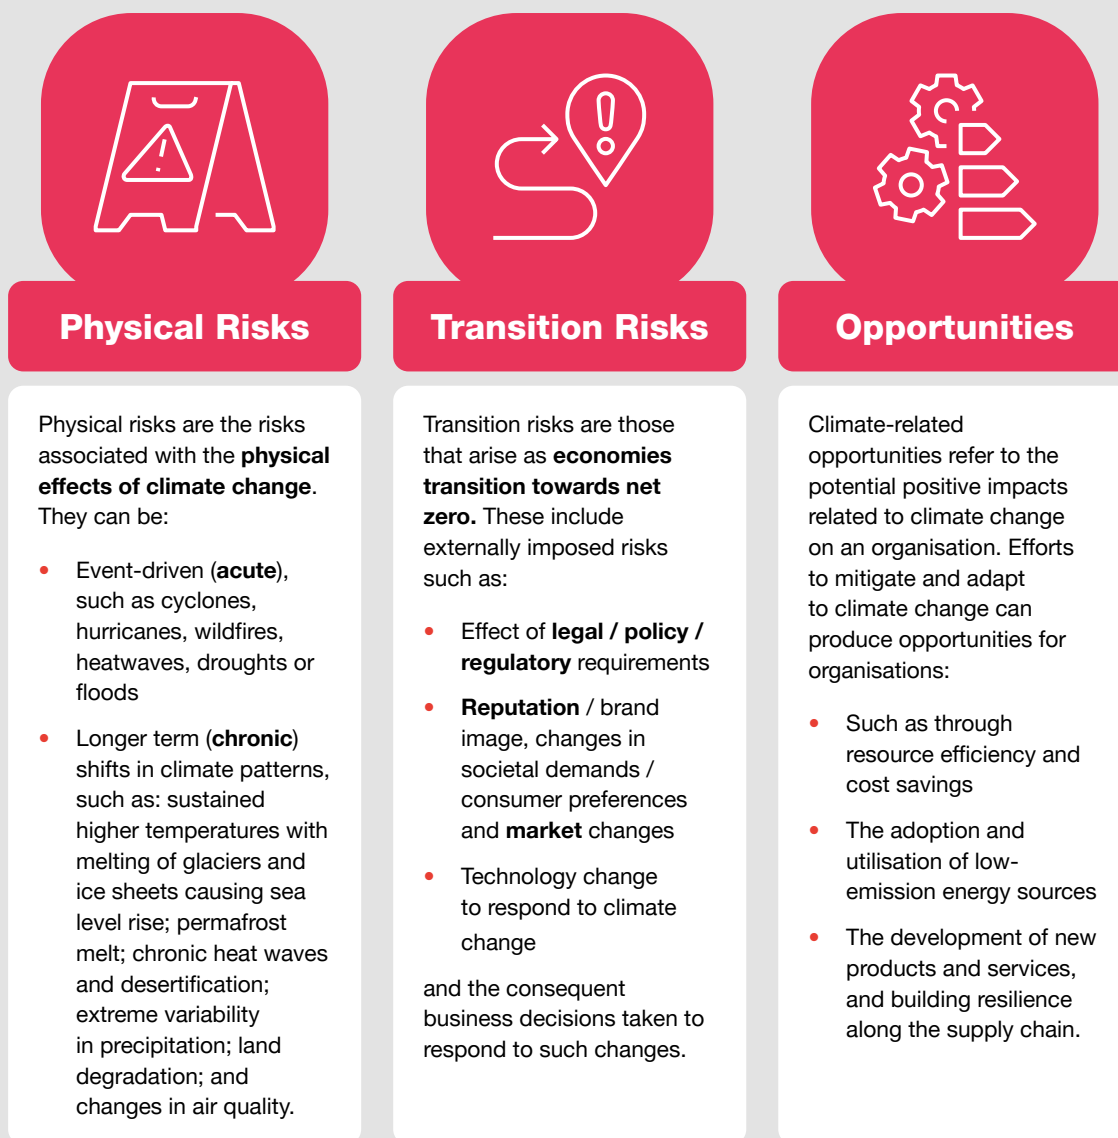 Physical Risks
Physical risks are the risks
associated with the physical
effects of climate change.
They can be:
• Event-driven (acute),
such as cyclones,
hurricanes, wildfires,
heatwaves, droughts or
floods
• Longer term (chronic)
shifts in climate patterns,
such as: sustained
higher temperatures with
melting of glaciers and
ice sheets causing sea
level rise; permafrost
melt; chronic heat waves
and desertification;
extreme variability
in precipitation; land
degradation; and
changes in air quality.
Transition Risks
Transition risks are those
that arise as economies
transition towards net
zero. These include
externally imposed risks
such as:
• Effect of legal / policy /
regulatory requirements
• Reputation / brand
image, changes in
societal demands /
consumer preferences
and market changes
• Technology change
to respond to climate
change
and the consequent
business decisions taken to
respond to such changes.
Opportunities
Climate-related
opportunities refer to the
potential positive impacts
related to climate change
on an organisation. Efforts
to mitigate and adapt
to climate change can
produce opportunities for
organisations:
• Such as through
resource efficiency and
cost savings
• The adoption and
utilisation of low-
emission energy sources
• The development of new
products and services,
and building resilience
along the supply chain.